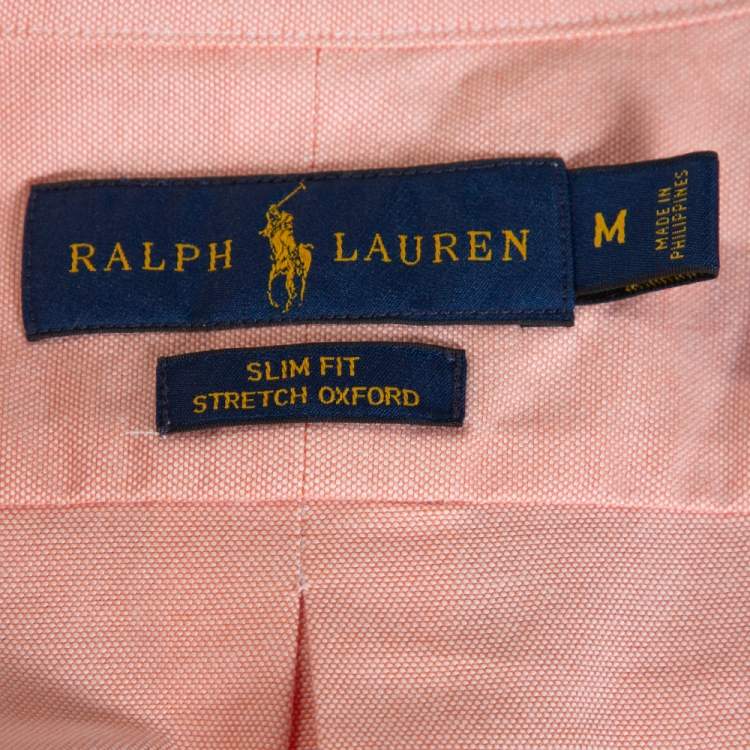 RALPH LAUREN
M
MADE IN
PHILIPPINES
SLIM FIT
STRETCH OXFORD